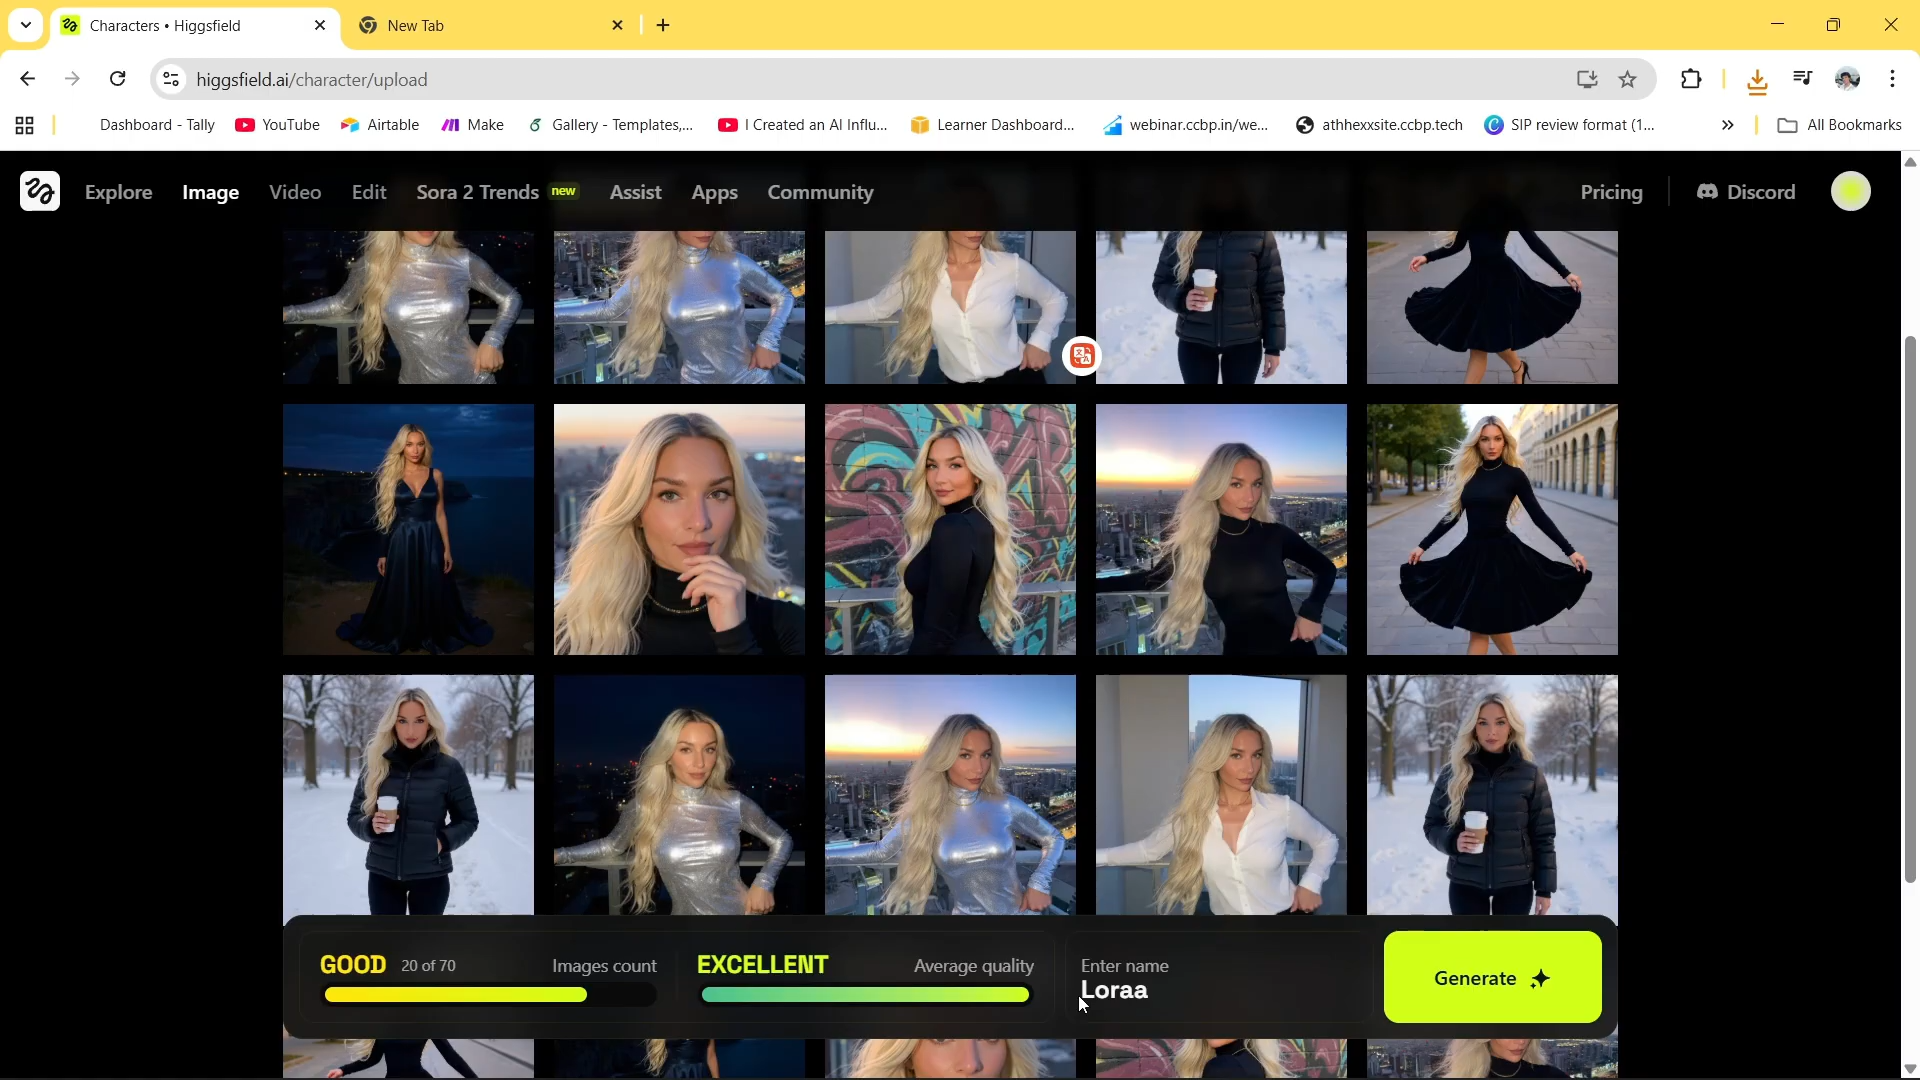 Characters • Higgsfield
New Tab
higgsfield.ai/character/upload
Dashboard - Tally
YouTube
Airtable
Make
Gallery - Templates,...
I Created an AI Influ...
Learner Dashboard...
webinar.ccbp.in/we...
athhexxsite.ccbp.tech
SIP review format (1...
All Bookmarks
Explore
Image
Video
Edit
Sora 2 Trends new
Assist
Apps
Community
Pricing
Discord
GOOD 20 of 70 Images count
EXCELLENT Average quality
Enter name
Loraa
Generate